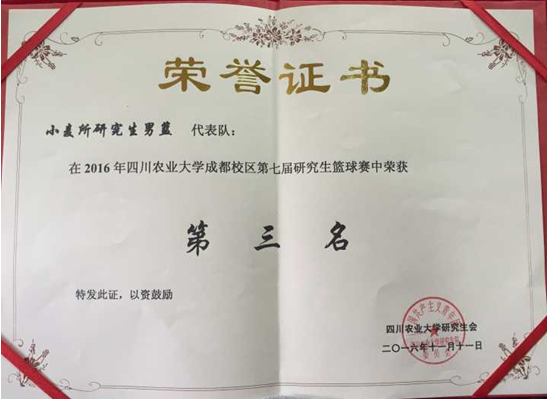 荣誉证书
小麦所研究生男篮 代表队：
在2016年四川农业大学成都校区第七届研究生篮球赛中荣获
第三名
特发此证，以资鼓励
四川农业大学研究生会
二〇一六年十一月十一日